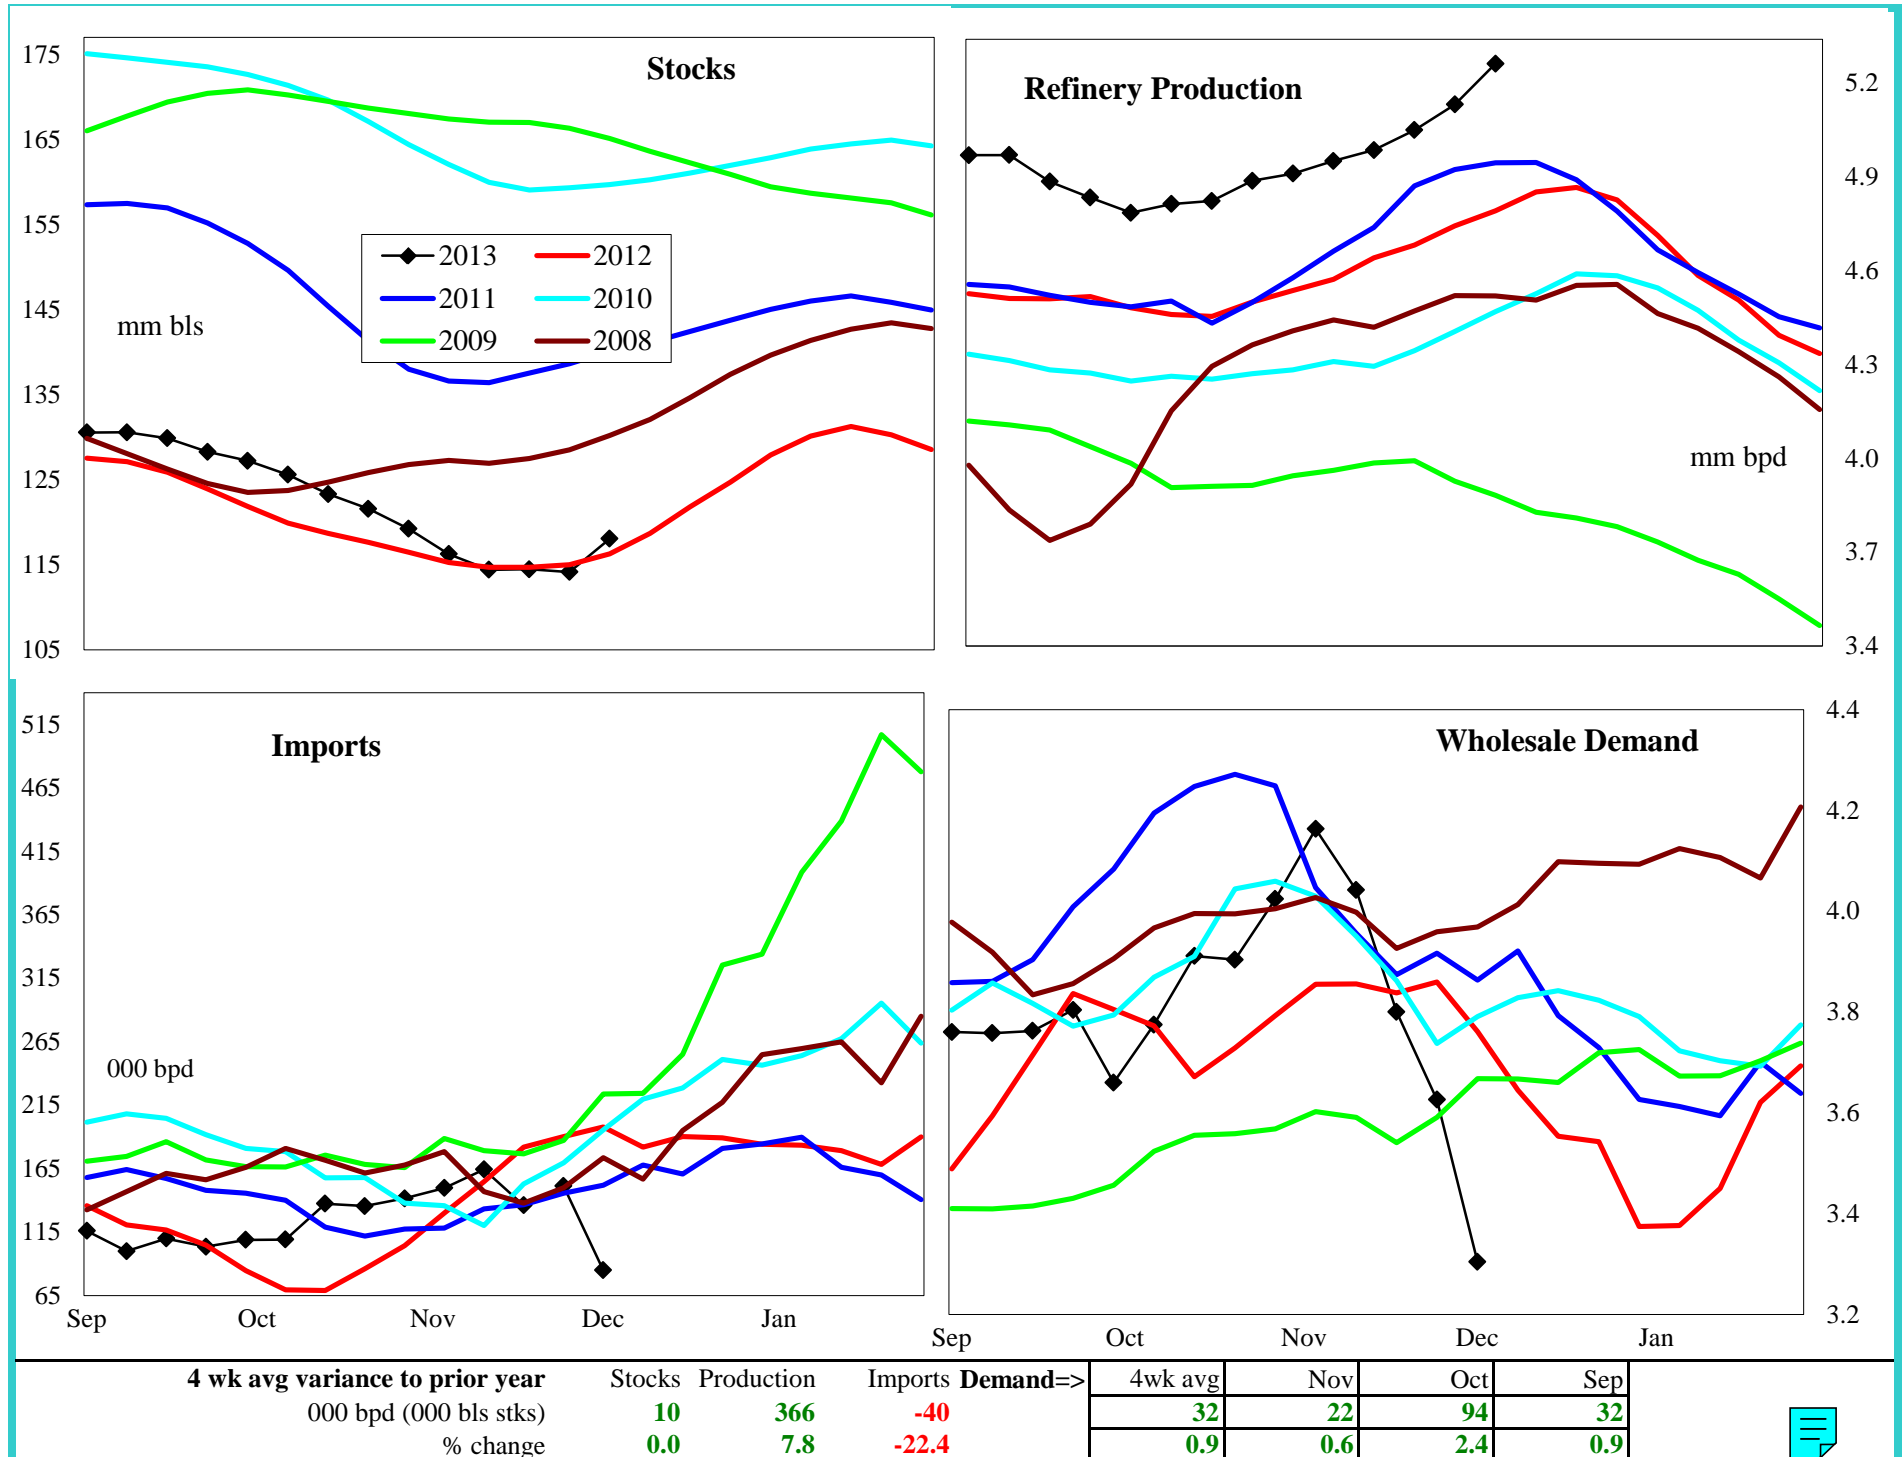 Stocks
175
165
155
145
135
125
115
105
mm bls
2013 2012
2011 2010
2009 2008
Refinery Production
5.2
4.9
4.6
4.3
4.0
3.7
3.4
mm bpd
Imports
515
465
415
365
315
265
215
165
115
65
000 bpd
Sep Oct Nov Dec Jan
Wholesale Demand
4.4
4.2
4.0
3.8
3.6
3.4
3.2
Sep Oct Nov Dec Jan
4 wk avg variance to prior year Stocks Production Imports Demand=> 4wk avg Nov Oct Sep
000 bpd (000 bls stks) 10 366 -40 32 22 94 32
% change 0.0 7.8 -22.4 0.9 0.6 2.4 0.9